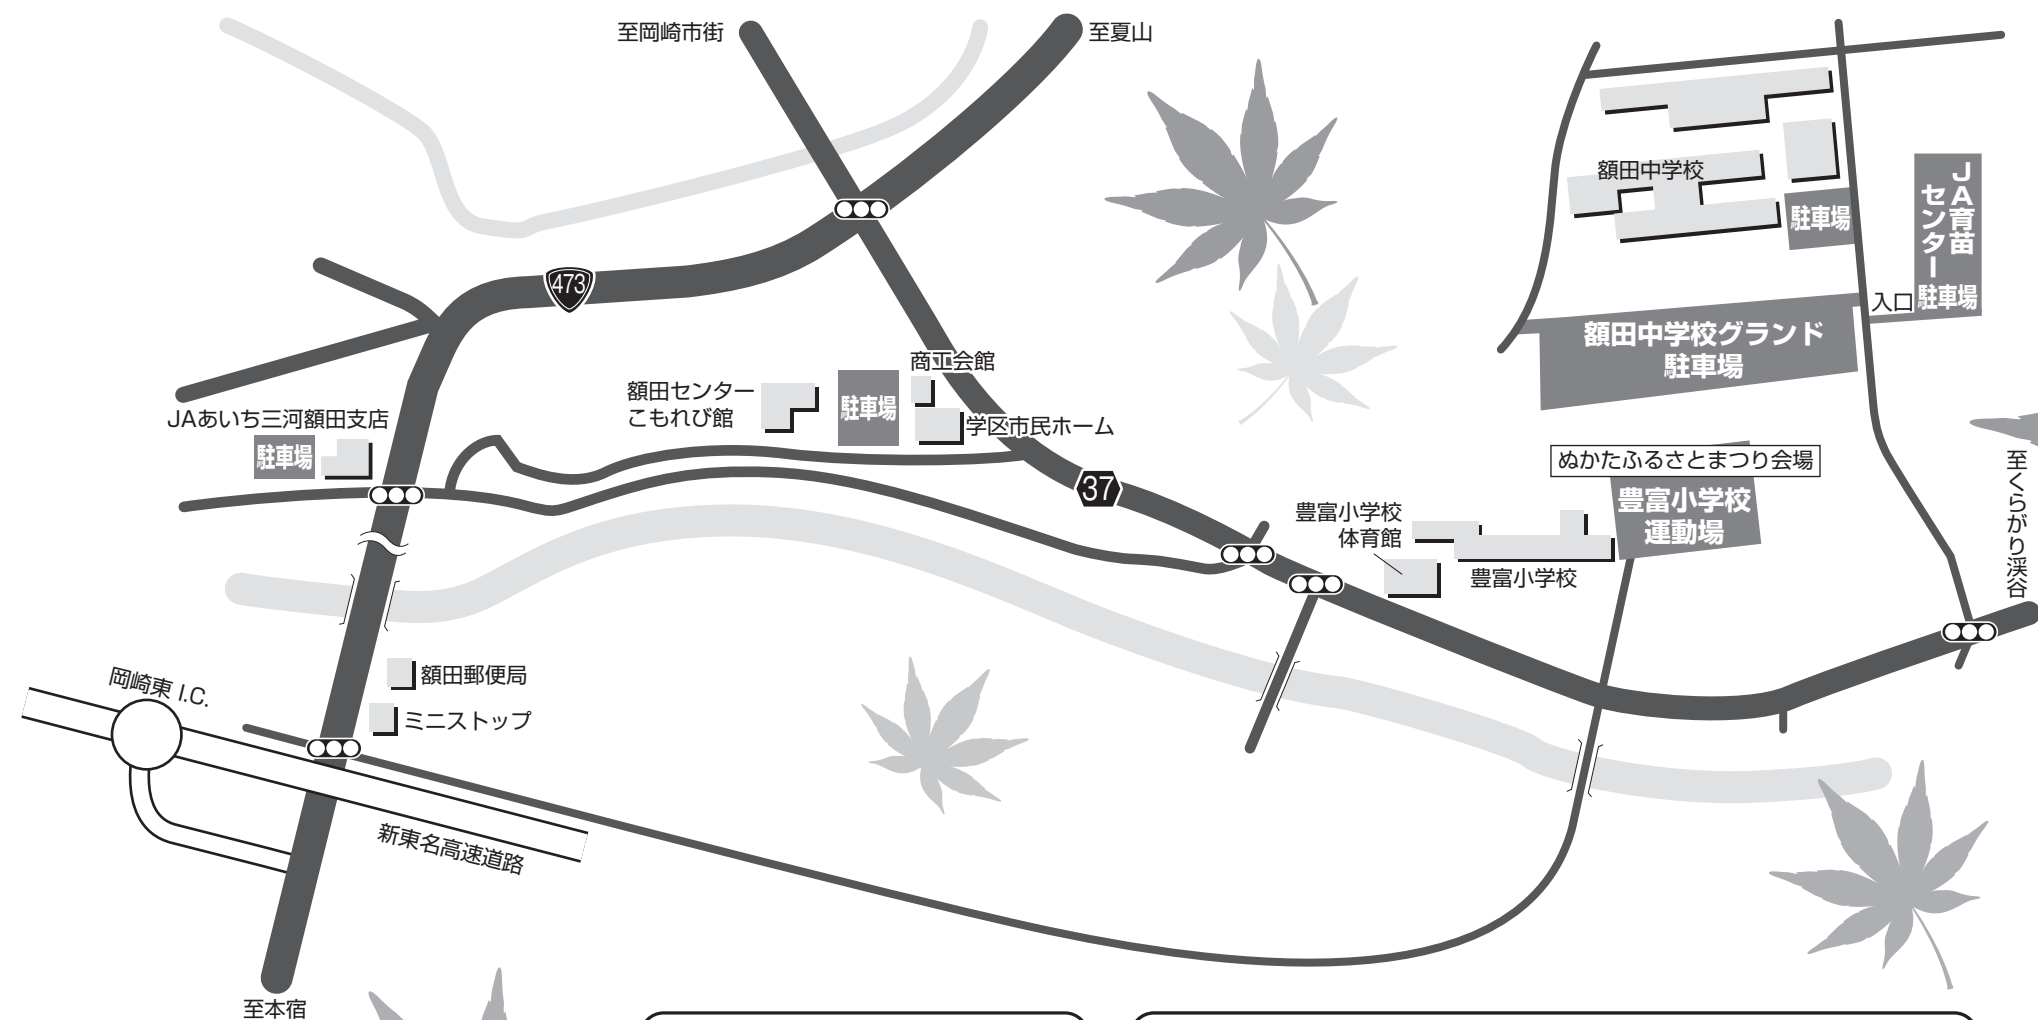 至岡崎市街
至夏山
額田中学校
駐車場
JA育苗
センター
駐車場
入口
額田中学校グランド
駐車場
473
商工会館
額田センター
こもれび館
駐車場
学区市民ホーム
JAあいち三河額田支店
駐車場
37
ぬかたふるさとまつり会場
豊富小学校
運動場
豊富小学校
体育館
豊富小学校
至くらがり渓谷
額田郵便局
ミニストップ
岡崎東 I.C.
新東名高速道路
至本宿